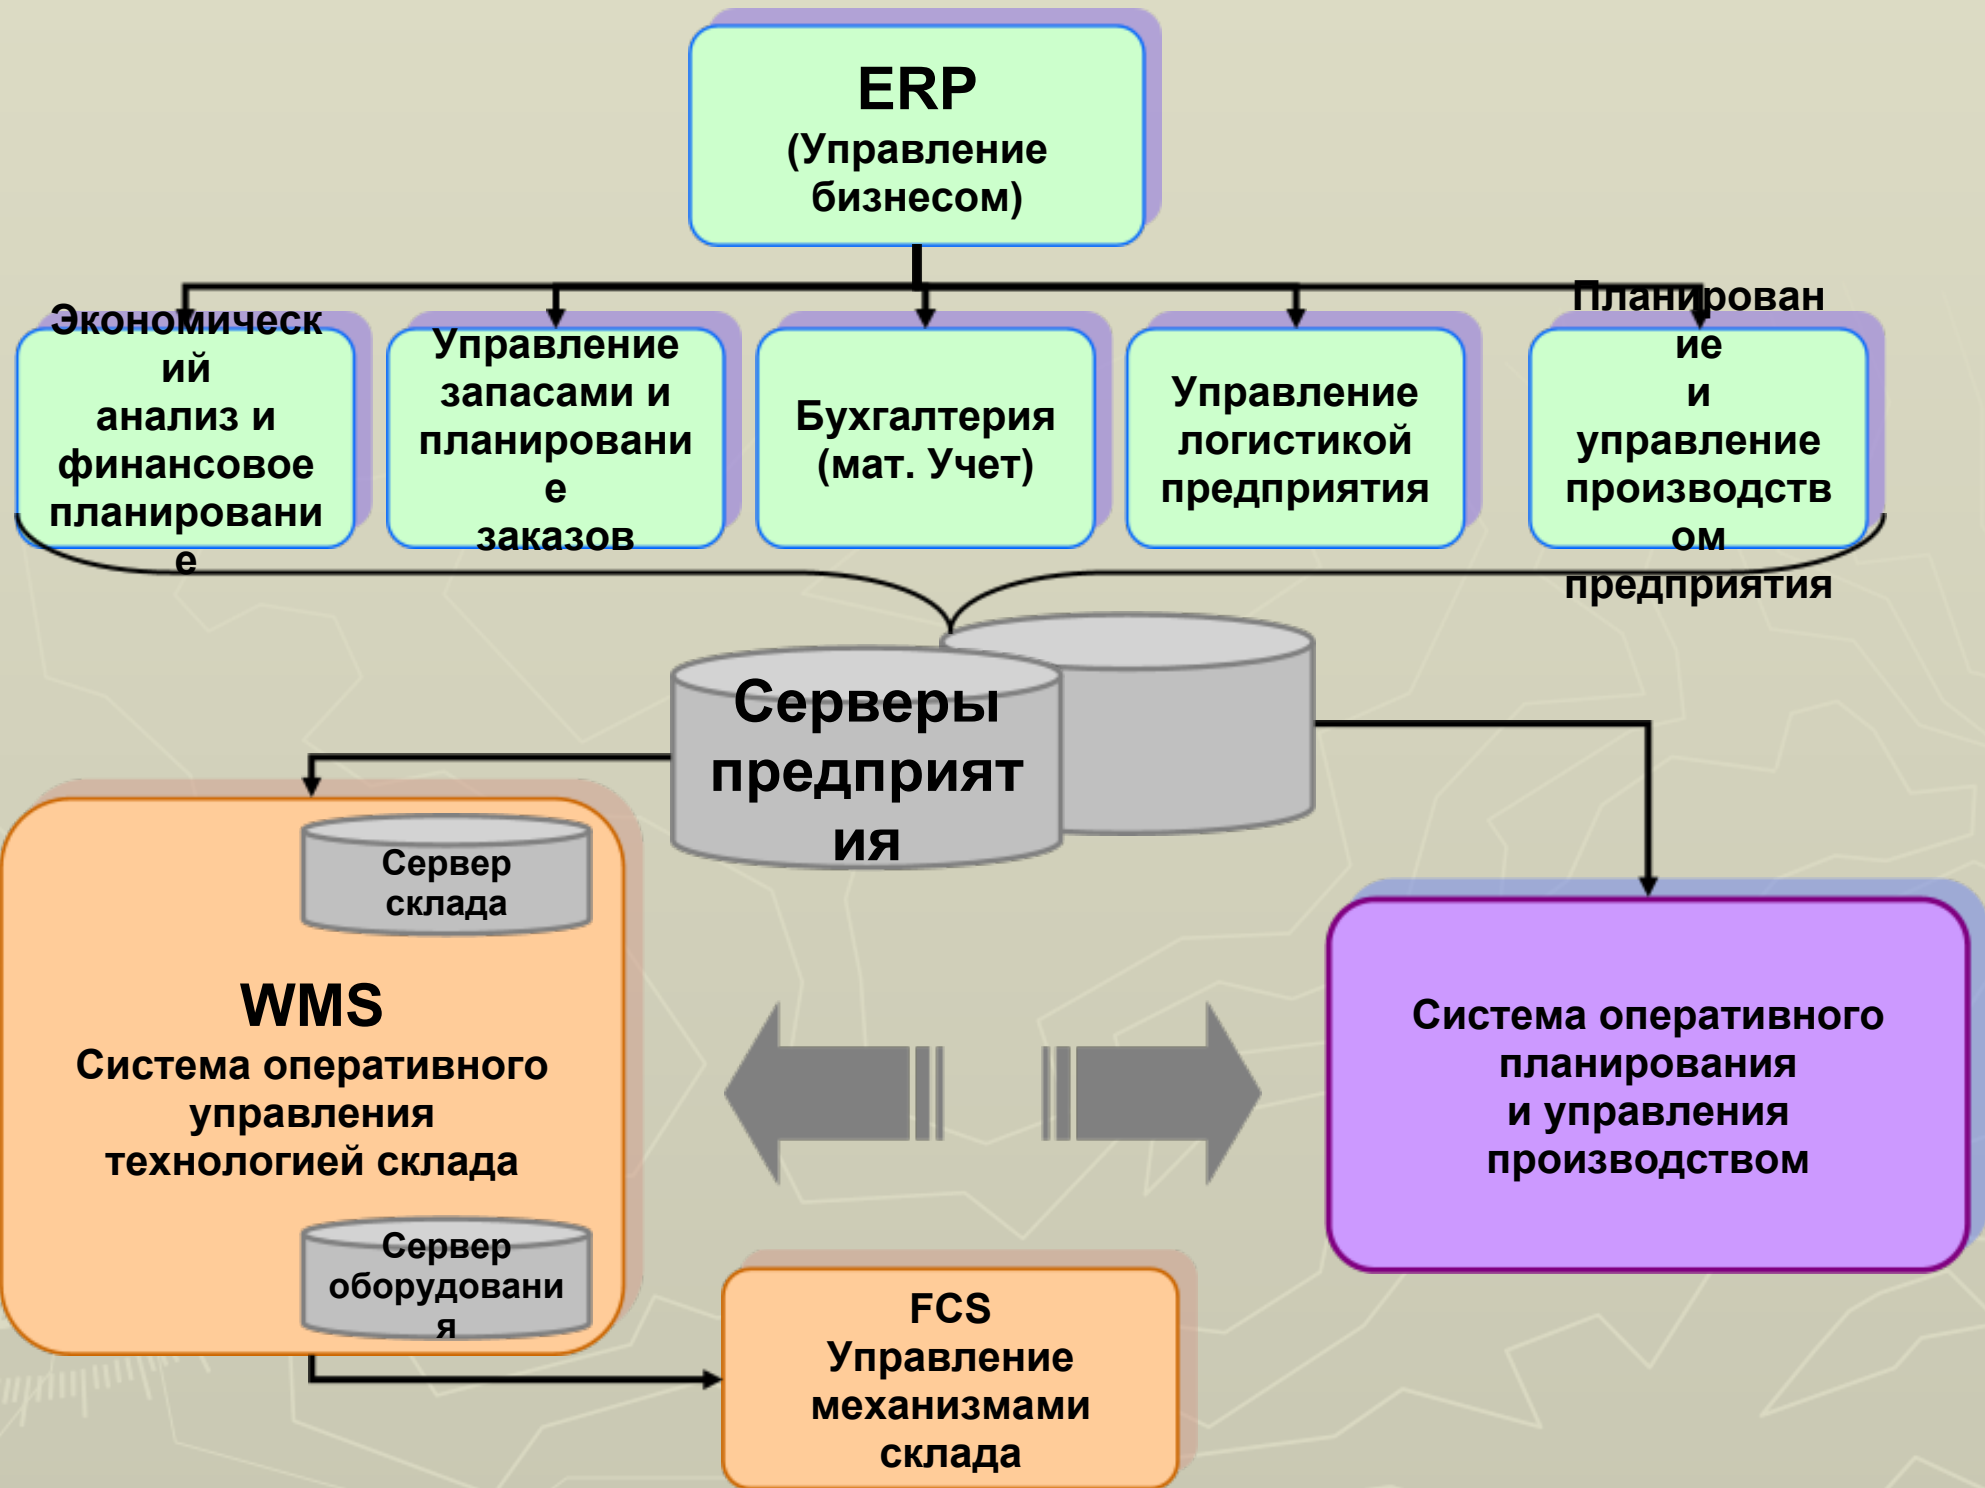 ERP
(Управление
бизнесом)
Экономическ
ий
анализ и
финансовое
планировани
е
Управление
запасами и
планировани
е
заказов
Бухгалтерия
(мат. Учет)
Управление
логистикой
предприятия
Планирован
ие
и
управление
производств
ом
предприятия
Серверы
предприят
ия
Сервер
склада
WMS
Система оперативного
управления
технологией склада
Сервер
оборудовани
я
Система оперативного
планирования
и управления
производством
FCS
Управление
механизмами
склада